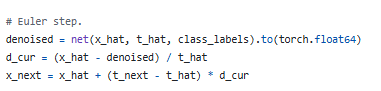 # Euler step.
denoised = net(x_hat, t_hat, class_labels).to(torch.float64)
d_cur = (x_hat - denoised) / t_hat
x_next = x_hat + (t_next - t_hat) * d_cur